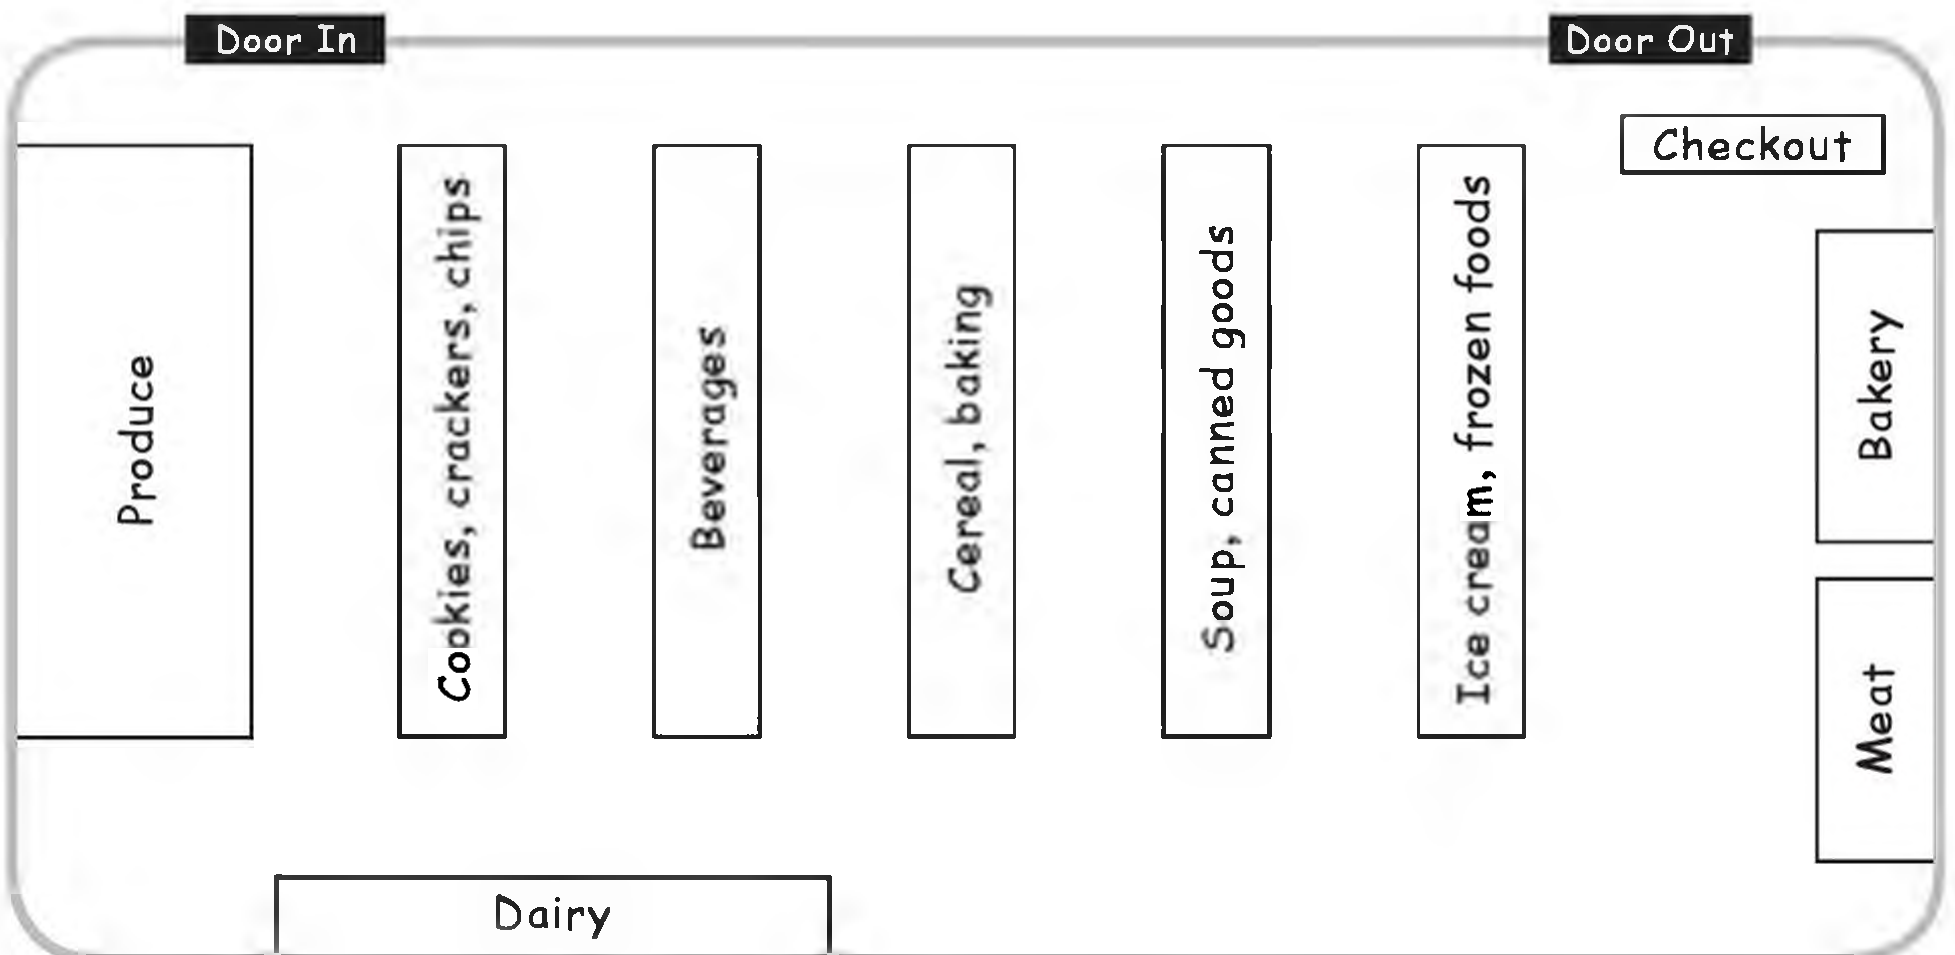 Door In
Door Out
Checkout
Produce
Cookies, crackers, chips
Beverages
Cereal, baking
Soup, canned goods
Ice cream, frozen foods
Bakery
Meat
Dairy